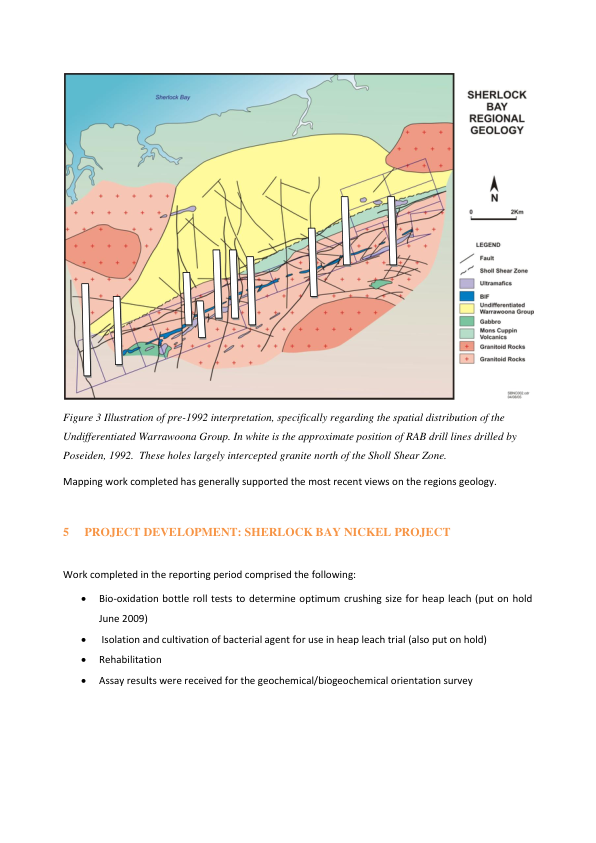 Sherlock Bay
SHERLOCK
BAY
REGIONAL
GEOLOGY
N
0 2Km
LEGEND
Fault
Sholl Shear Zone
Ultramafics
BIF
Undifferentiated
Warrawoona Group
Gabbro
Mons Cuppin
Volcanics
Granitoid Rocks
Granitoid Rocks
Figure 3 Illustration of pre-1992 interpretation, specifically regarding the spatial distribution of the
Undifferentiated Warrawoona Group. In white is the approximate position of RAB drill lines drilled by
Poseiden, 1992. These holes largely intercepted granite north of the Sholl Shear Zone.
Mapping work completed has generally supported the most recent views on the regions geology.
5 PROJECT DEVELOPMENT: SHERLOCK BAY NICKEL PROJECT
Work completed in the reporting period comprised the following:
• Bio-oxidation bottle roll tests to determine optimum crushing size for heap leach (put on hold
June 2009)
• Isolation and cultivation of bacterial agent for use in heap leach trial (also put on hold)
• Rehabilitation
• Assay results were received for the geochemical/biogeochemical orientation survey